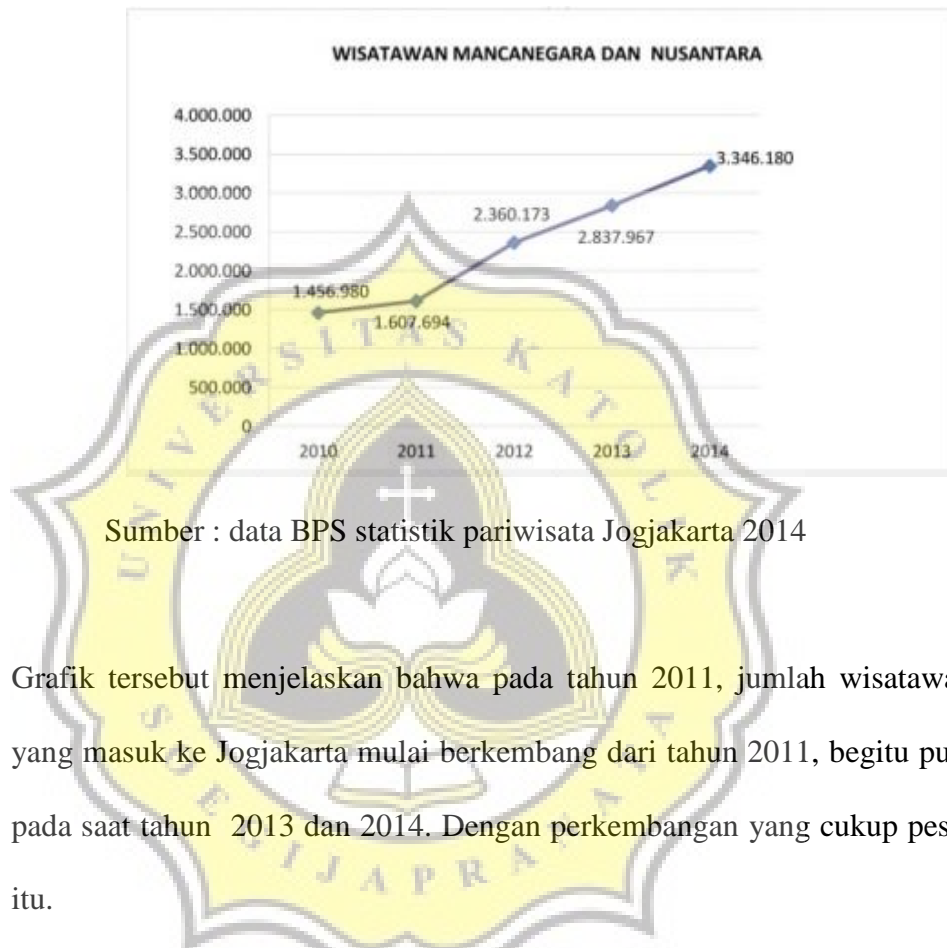 WISATAWAN MANCANEGARA DAN NUSANTARA
4.000.000
3.500.000
3.000.000
2.500.000
2.000.000
1.500.000
1.000.000
500.000
0
1.456.980
1.607.694
2.360.173
2.837.967
3.346.180
2010 2011 2012 2013 2014
UNIVERSITAS KATOLIK
SOEGIJAPRANATA
Sumber : data BPS statistik pariwisata Jogjakarta 2014
Grafik tersebut menjelaskan bahwa pada tahun 2011, jumlah wisatawa
yang masuk ke Jogjakarta mulai berkembang dari tahun 2011, begitu pu
pada saat tahun 2013 dan 2014. Dengan perkembangan yang cukup pes
itu.